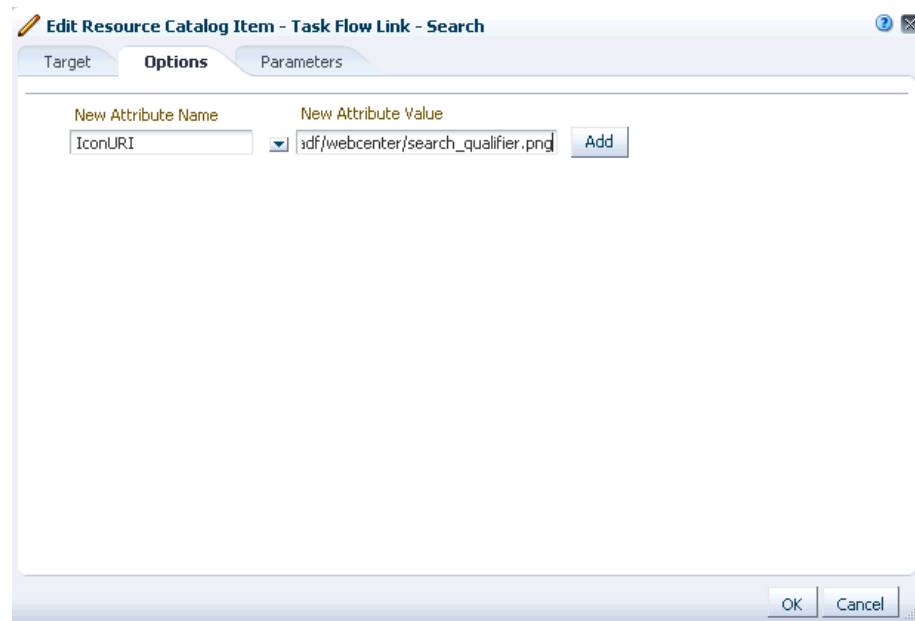 Edit Resource Catalog Item - Task Flow Link - Search
Target Options Parameters
New Attribute Name New Attribute Value
IconURI adf/webcenter/search_qualifier.png Add
OK Cancel